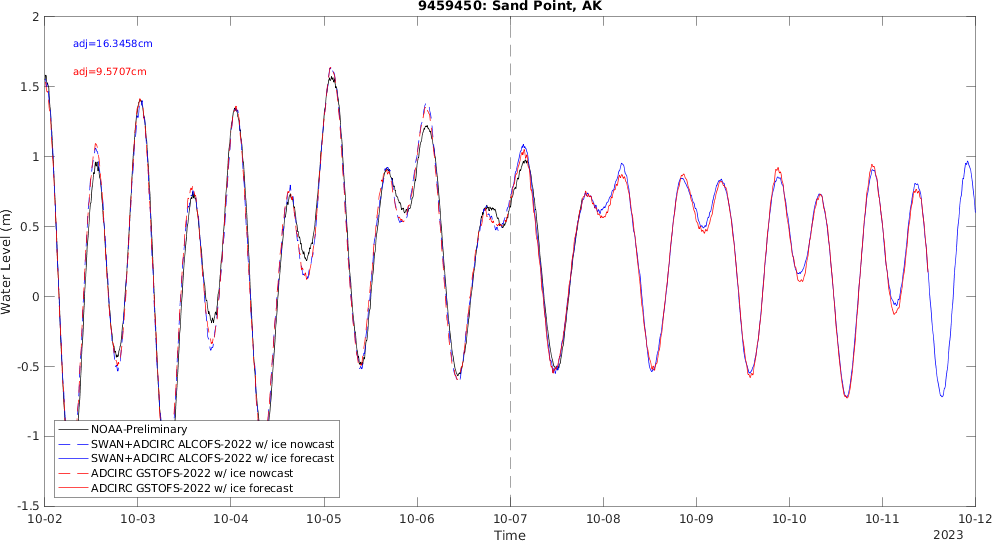 9459450: Sand Point, AK
adj=16.3458cm
adj=9.5707cm
Water Level (m)
2
1.5
1
0.5
0
-0.5
-1
-1.5
NOAA-Preliminary
SWAN+ADCIRC ALCOFS-2022 w/ ice nowcast
SWAN+ADCIRC ALCOFS-2022 w/ ice forecast
ADCIRC GSTOFS-2022 w/ ice nowcast
ADCIRC GSTOFS-2022 w/ ice forecast
10-02 10-03 10-04 10-05 10-06 10-07 10-08 10-09 10-10 10-11 10-12
Time
2023